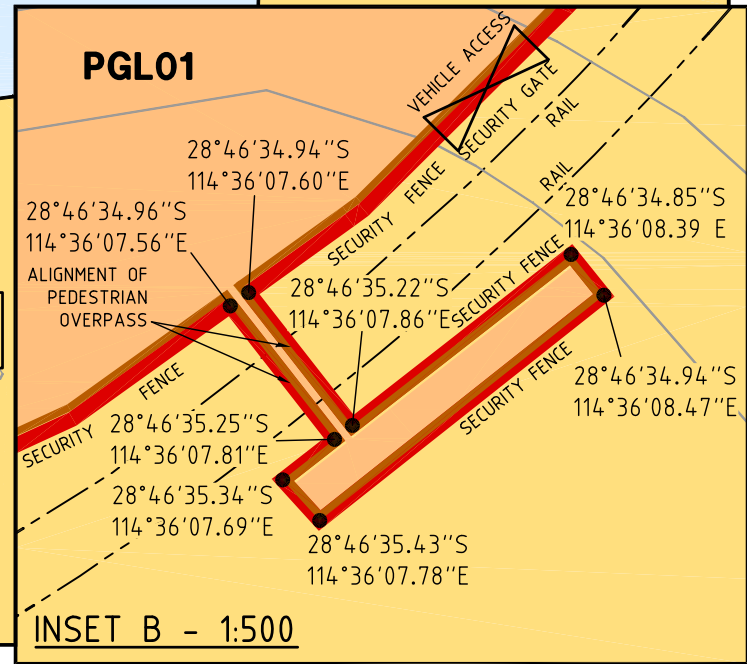 PGL01
VEHICLE ACCESS
SECURITY GATE
RAIL
RAIL
28°46'34.94''S
114°36'07.60''E
28°46'34.96''S
114°36'07.56''E
SECURITY FENCE
28°46'34.85''S
114°36'08.39 E
ALIGNMENT OF
PEDESTRIAN
OVERPASS
28°46'35.22''S
114°36'07.86''E
SECURITY FENCE
SECURITY FENCE
28°46'34.94''S
114°36'08.47''E
SECURITY FENCE
28°46'35.25''S
114°36'07.81''E
28°46'35.34''S
114°36'07.69''E
28°46'35.43''S
114°36'07.78''E
INSET B - 1:500